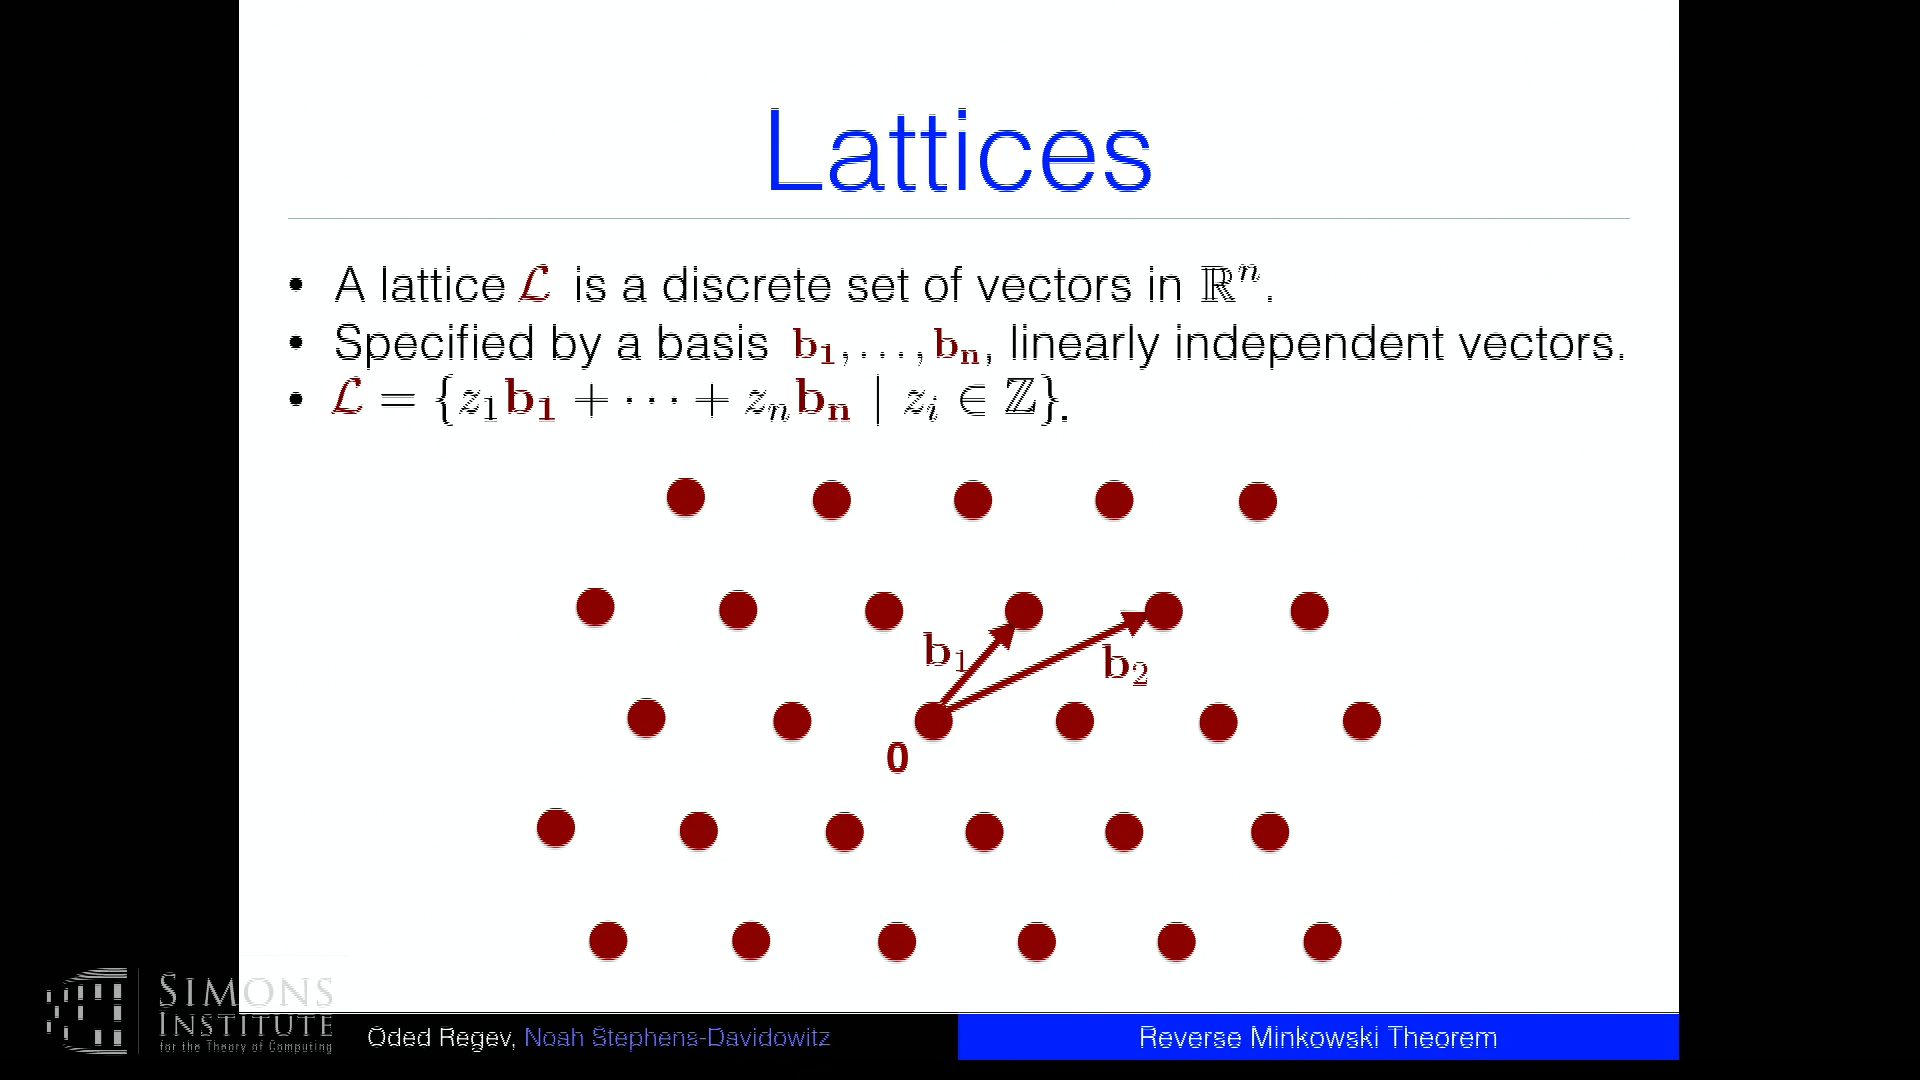 Lattices
• A lattice ℒ is a discrete set of vectors in ℝⁿ.
• Specified by a basis b₁, …, bₙ, linearly independent vectors.
• ℒ = {z₁b₁ + ⋯ + zₙbₙ | zᵢ ∈ ℤ}.
b₁
b₂
0
SIMONS
INSTITUTE
for the Theory of Computing
Oded Regev, Noah Stephens-Davidowitz
Reverse Minkowski Theorem